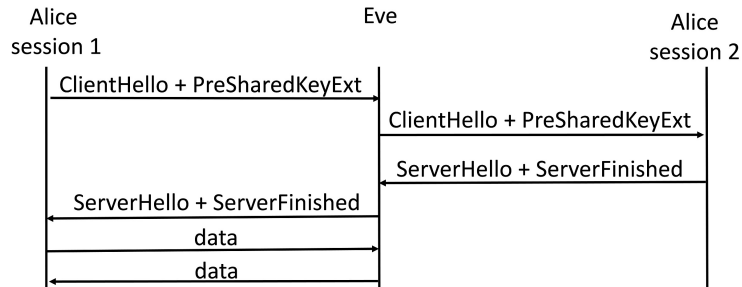 Alice
session 1
Eve
Alice
session 2
ClientHello + PreSharedKeyExt
ClientHello + PreSharedKeyExt
ServerHello + ServerFinished
ServerHello + ServerFinished
data
data